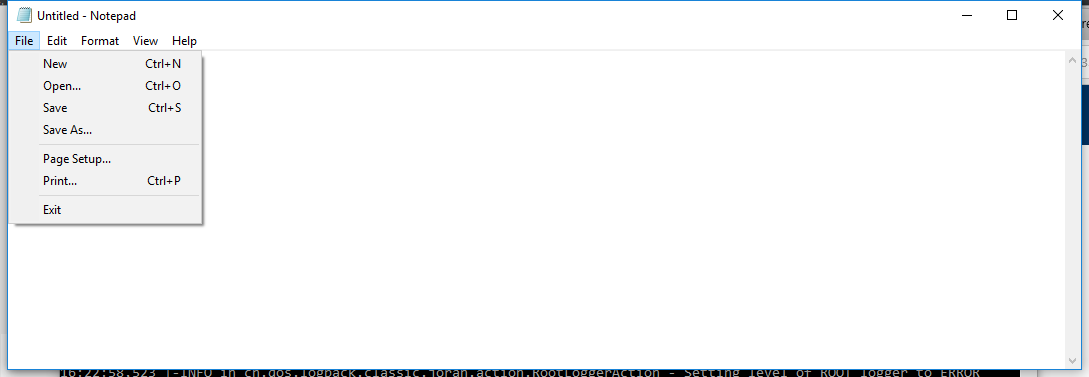 Untitled - Notepad
File Edit Format View Help
New Ctrl+N
Open... Ctrl+O
Save Ctrl+S
Save As...
Page Setup...
Print... Ctrl+P
Exit
re
3
16:22:58.523 |-INFO in ch.qos.logback.classic.joran.action.RootLoggerAction - Setting level of ROOT logger to ERROR